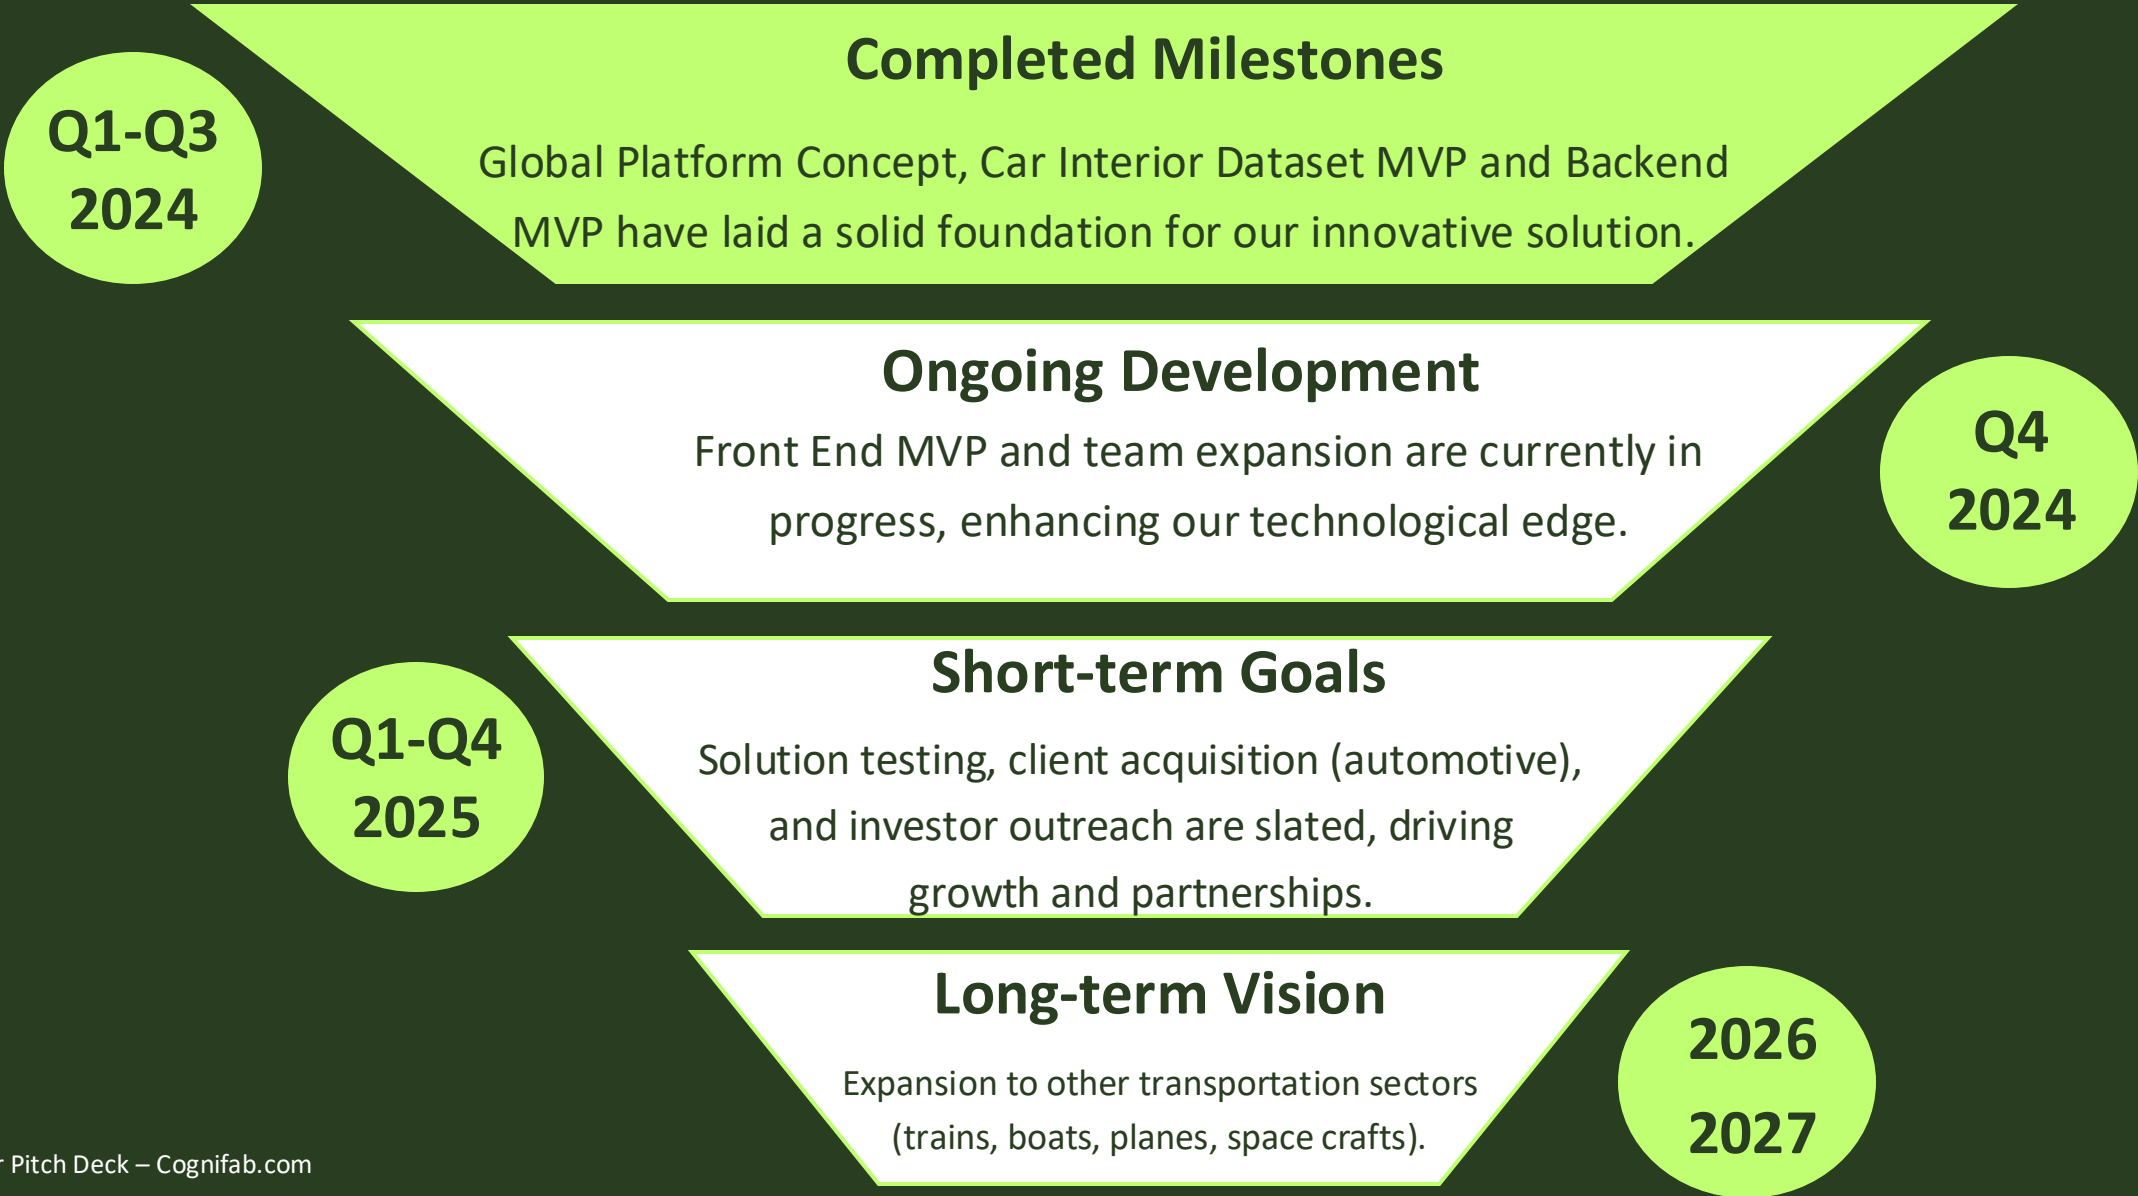 Completed Milestones
Q1-Q3
2024
Global Platform Concept, Car Interior Dataset MVP and Backend
MVP have laid a solid foundation for our innovative solution.
Ongoing Development
Front End MVP and team expansion are currently in
progress, enhancing our technological edge.
Q4
2024
Short-term Goals
Q1-Q4
2025
Solution testing, client acquisition (automotive),
and investor outreach are slated, driving
growth and partnerships.
Long-term Vision
Expansion to other transportation sectors
(trains, boats, planes, space crafts).
2026
2027
r Pitch Deck – Cognifab.com